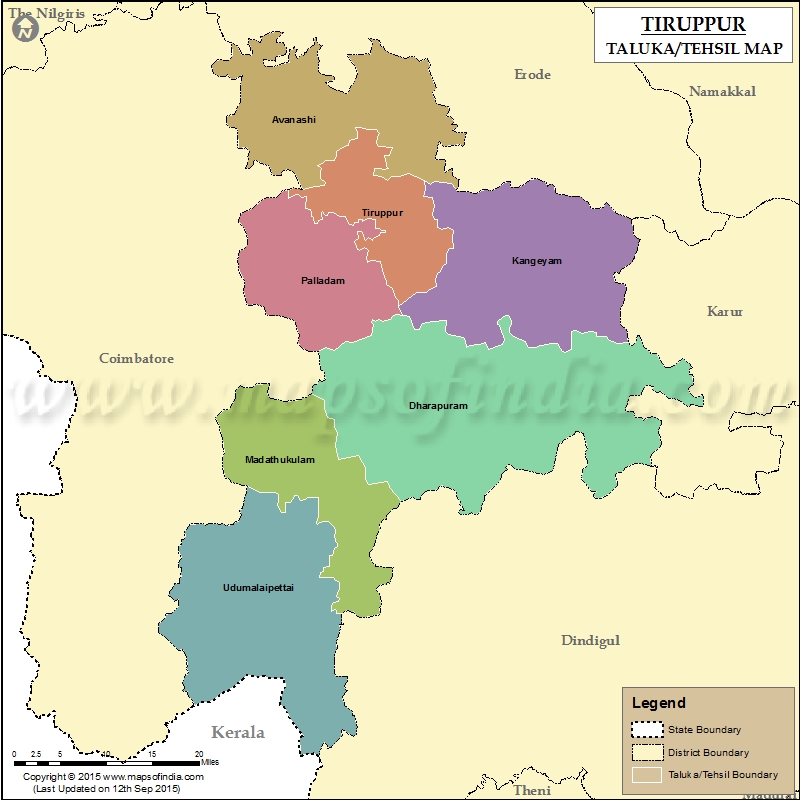 The Nilgiris
N
TIRUPPUR
TALUKA/TEHSIL MAP
Erode
Namakkal
Avanashi
Tiruppur
Kangeyam
Palladam
Karur
Coimbatore
www.mapsofindia.com
Dharapuram
Madathukulam
Udumalaipettai
Dindigul
Kerala
Legend
State Boundary
District Boundary
Taluka/Tehsil Boundary
0 2.5 5 10 15 20
Miles
Copyright © 2015 www.mapsofindia.com
(Last Updated on 12th Sep 2015)
Theni
Madurai